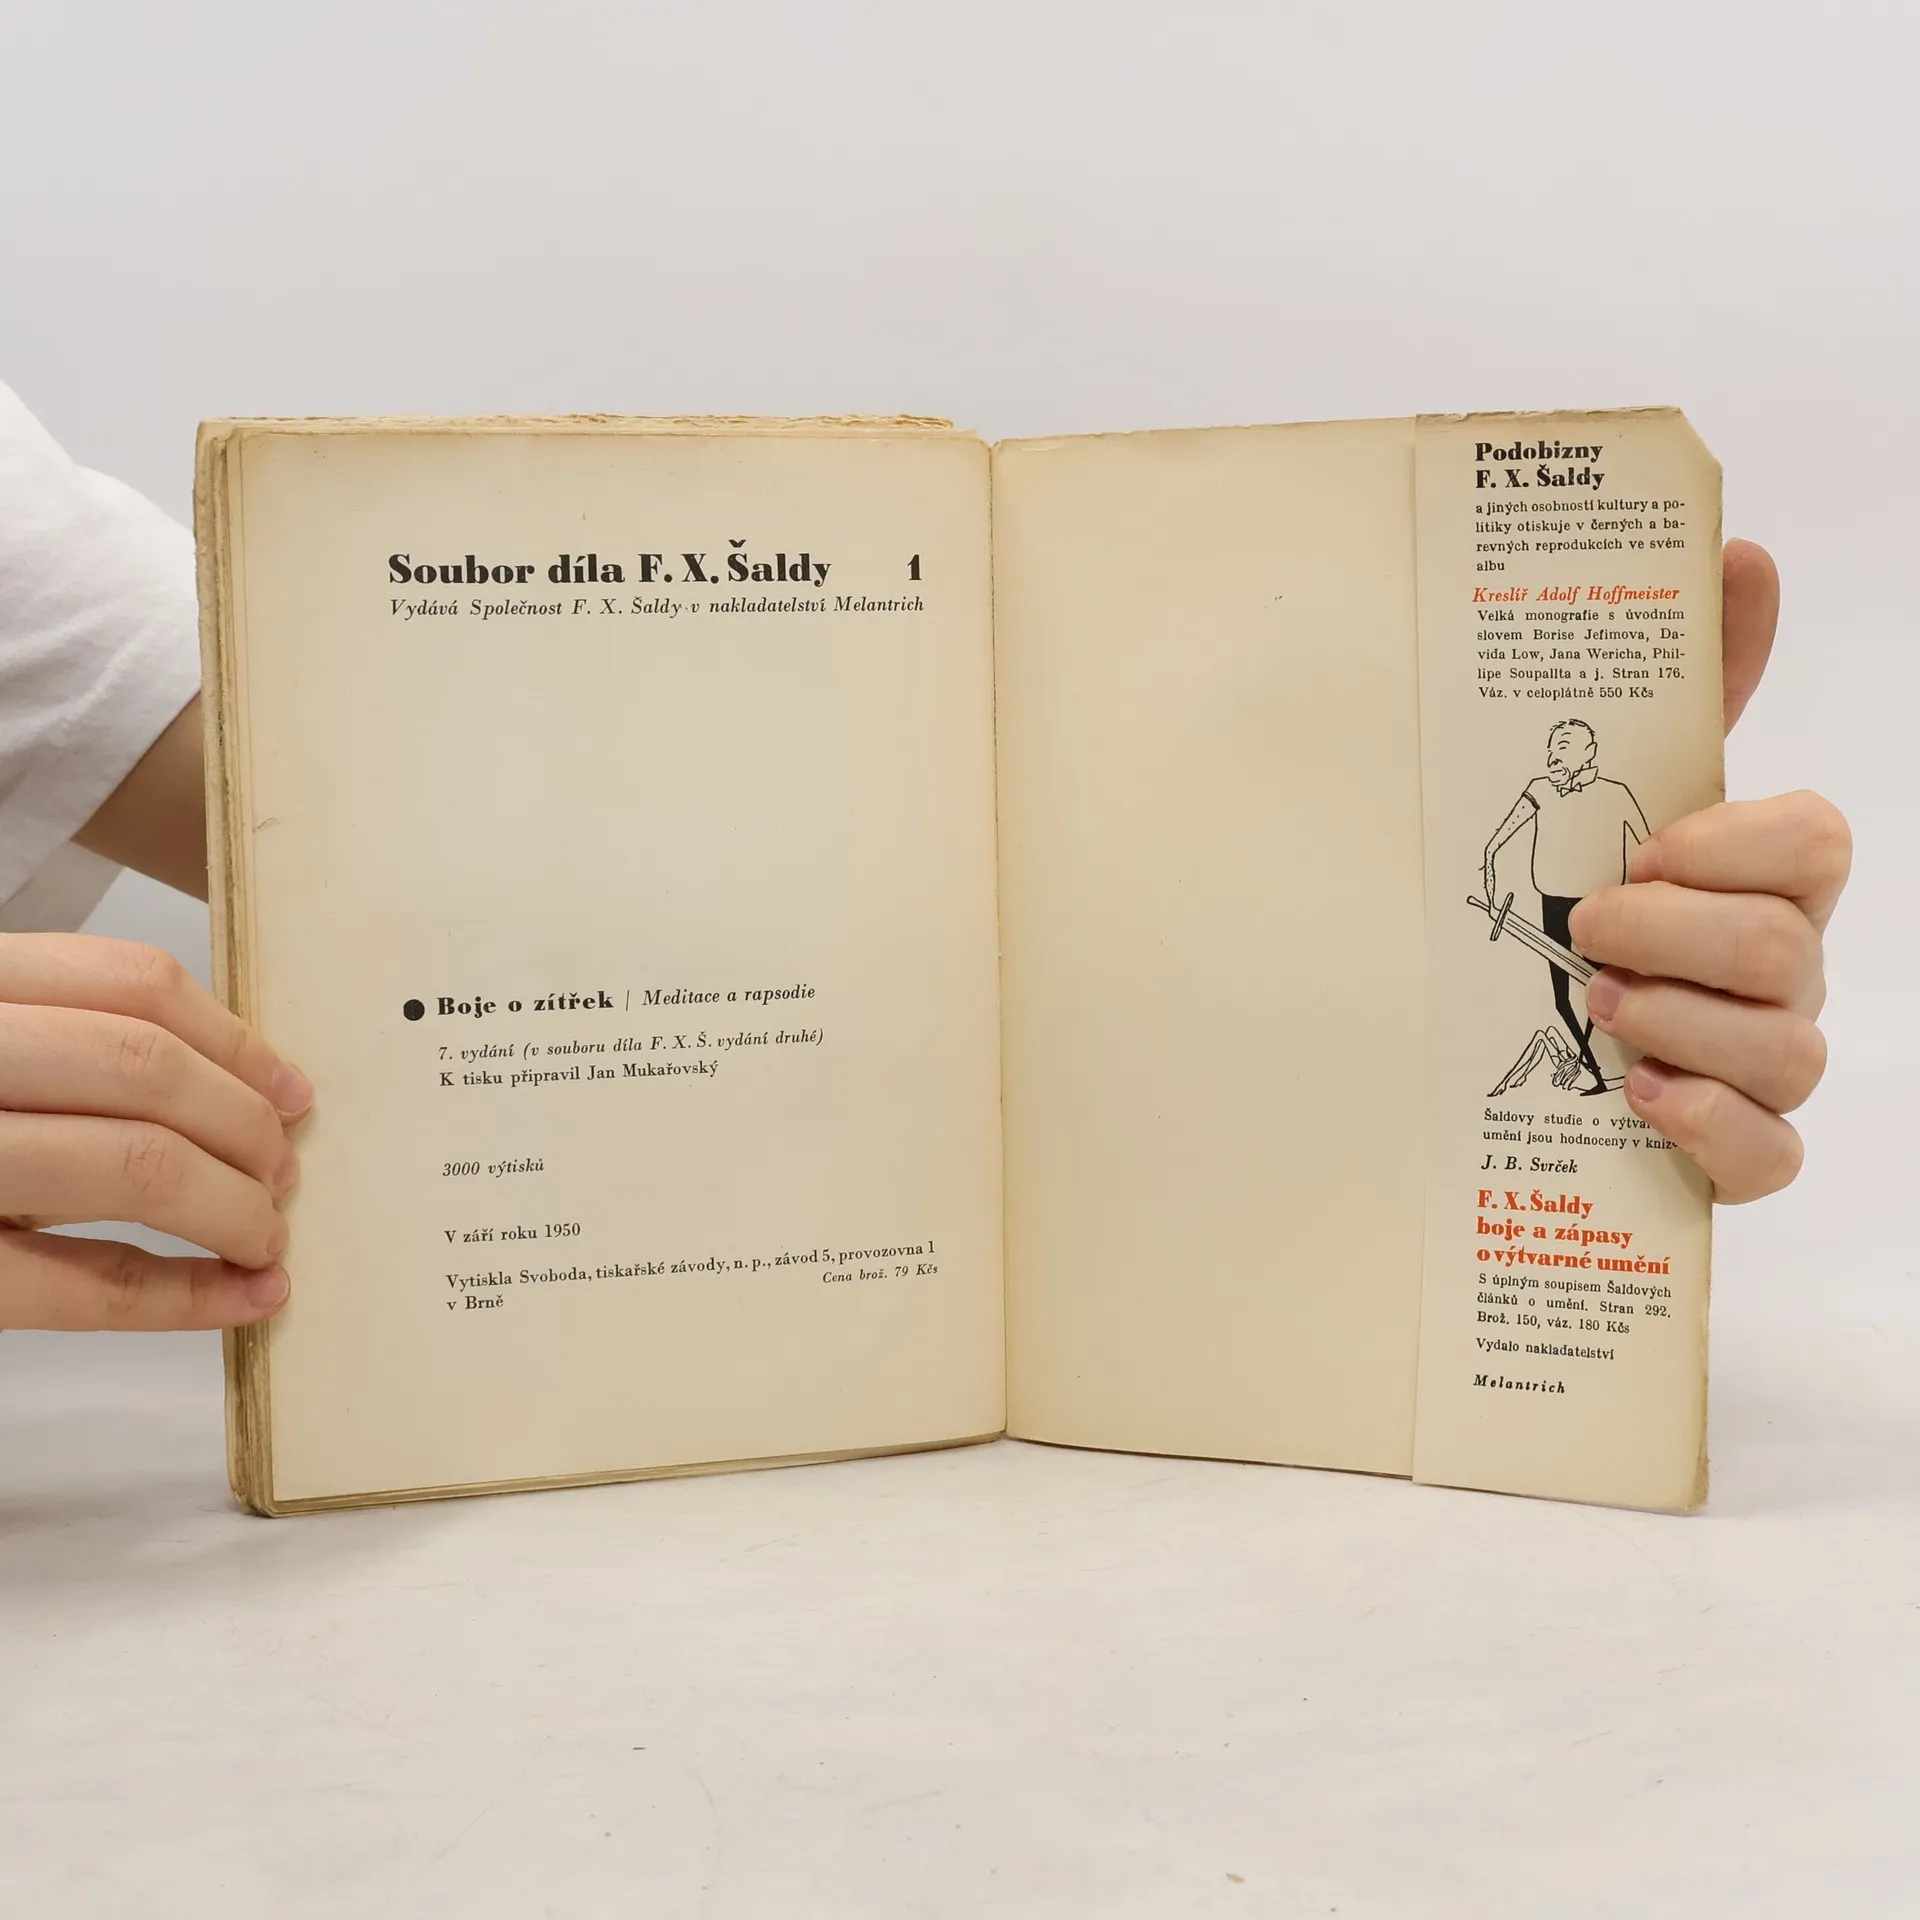 Soubor díla F. X. Šaldy 1
Vydává Společnost F. X. Šaldy v nakladatelství Melantrich
Boje o zítřek | Meditace a rapsodie
7. vydání (v souboru díla F. X. Š. vydání druhé)
K tisku připravil Jan Mukařovský
3000 výtisků
V září roku 1950
Vytiskla Svoboda, tiskařské závody, n. p., závod 5, provozovna 1
v Brně
Cena brož. 79 Kčs
Podobizny
F. X. Šaldy
a jiných osobností kultury a po-
litiky otiskuje v černých a ba-
revných reprodukcích ve svém
albu
Kreslíř Adolf Hoffmeister
Velká monografie s úvodním
slovem Borise Jefimova, Da-
vida Low, Jana Wericha, Phil-
lipe Soupallta a j. Stran 176.
Váz. v celoplátně 550 Kčs
Šaldovy studie o
umění jsou hodnoceny v knize
J. B. Svrček
F. X. Šaldy
boje a zápasy
o výtvarné umění
S úplným soupisem Šaldových
článků o umění. Stran 292.
Brož. 150, váz. 180 Kčs
Vydalo nakladatelství
Melantrich